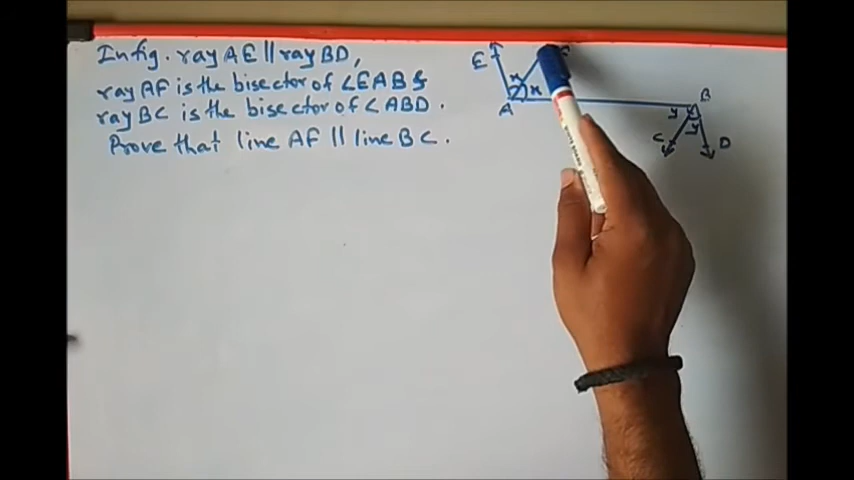 In fig. ray AE || ray BD,
ray AF is the bisector of ∠EAB &
ray BC is the bisector of ∠ABD.
Prove that line AF || line BC.
E
x
x
A
B
y
y
C
D